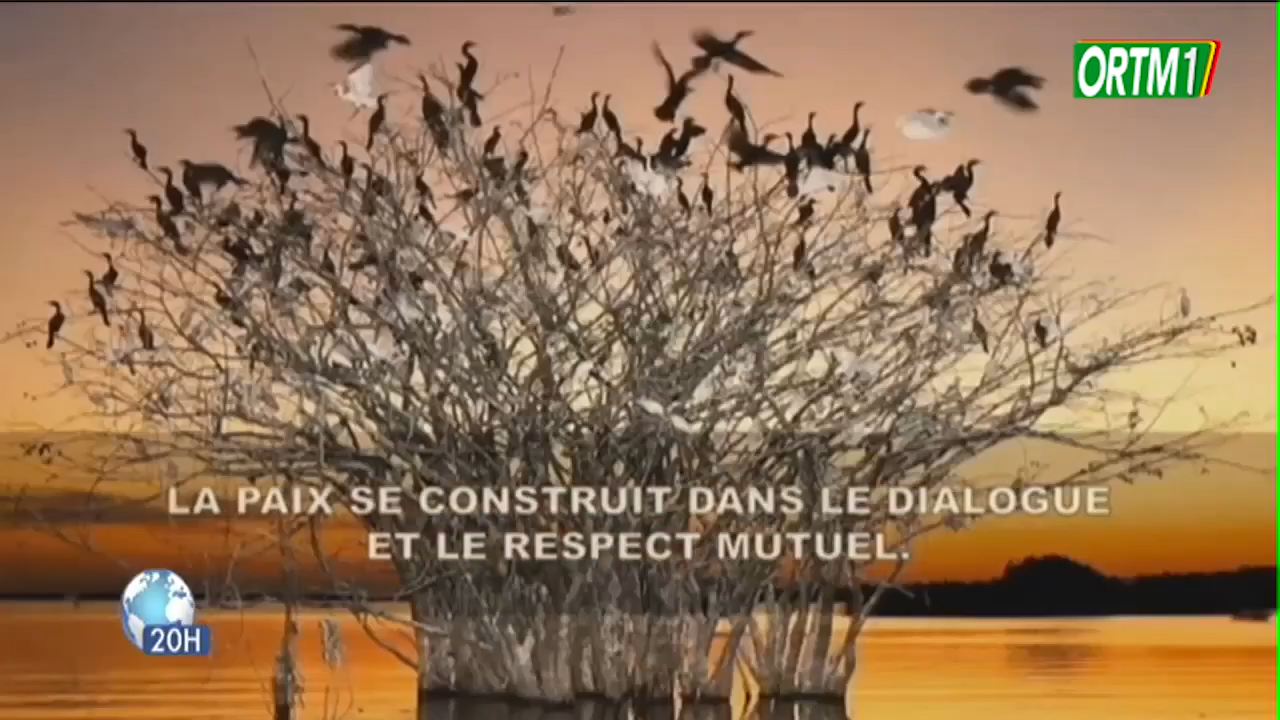 ORTM1
LA PAIX SE CONSTRUIT DANS LE DIALOGUE
ET LE RESPECT MUTUEL.
20H